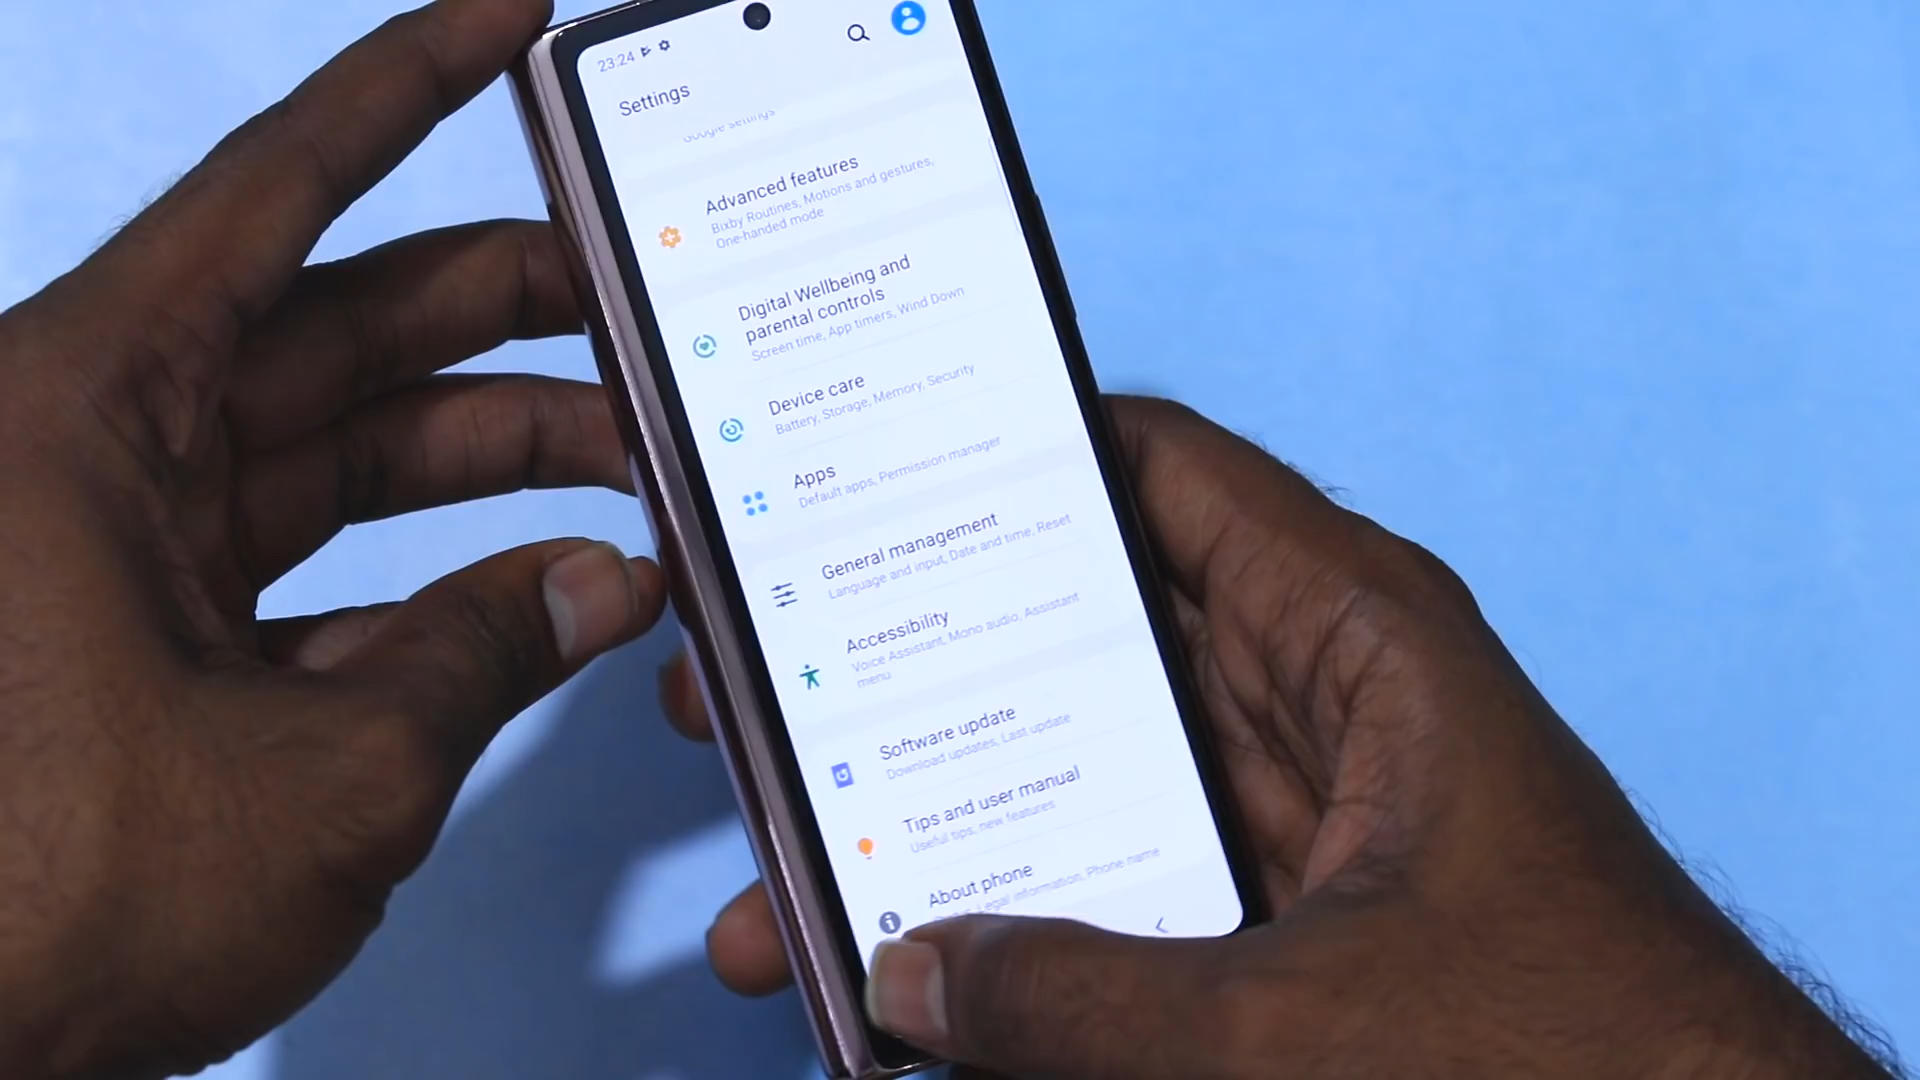 23:24
Settings
Google settings
Advanced features
Bixby Routines, Motions and gestures,
One-handed mode
Digital Wellbeing and
parental controls
Screen time, App timers, Wind Down
Device care
Battery, Storage, Memory, Security
Apps
Default apps, Permission manager
General management
Language and input, Date and time, Reset
Accessibility
Voice Assistant, Mono audio, Assistant
menu
Software update
Download updates, Last update
Tips and user manual
Useful tips, new features
About phone
Legal information, Phone name